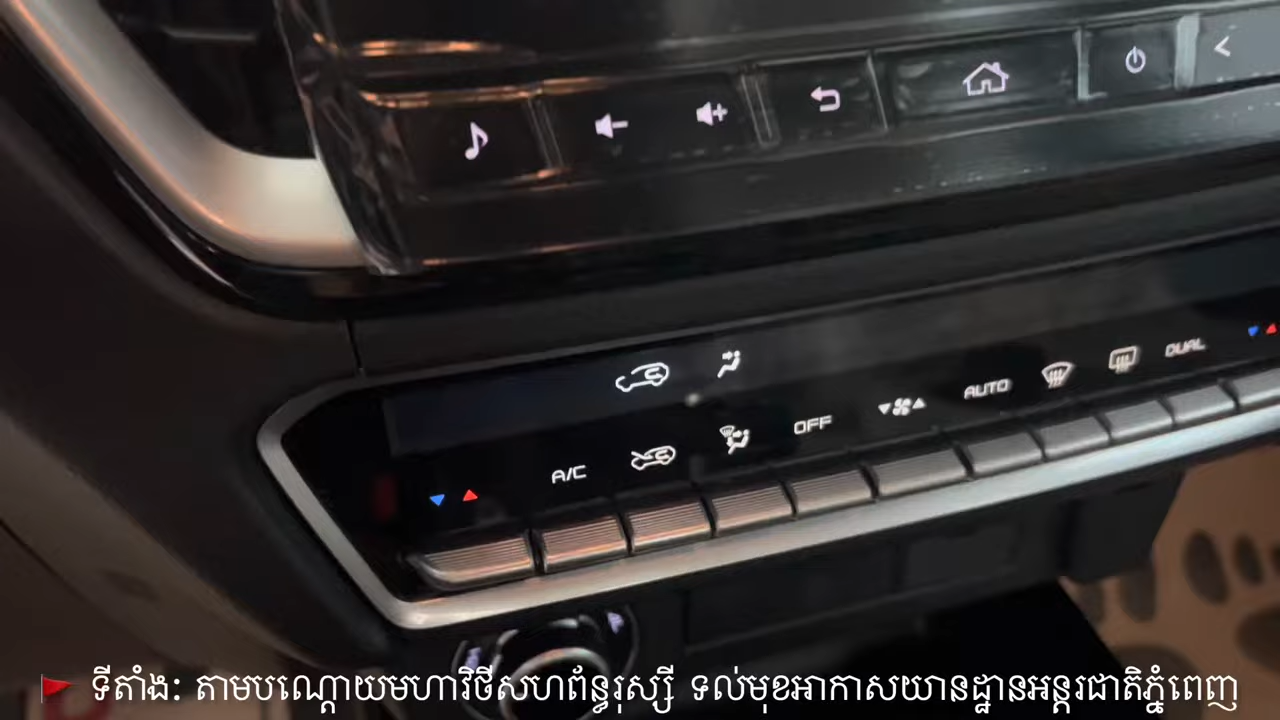 A/C
OFF
AUTO
DUAL
ទីតាំង: តាមបណ្ដោយមហាវិថីសហព័ន្ធរុស្សី ទល់មុខអាកាសយានដ្ឋានអន្តរជាតិភ្នំពេញ